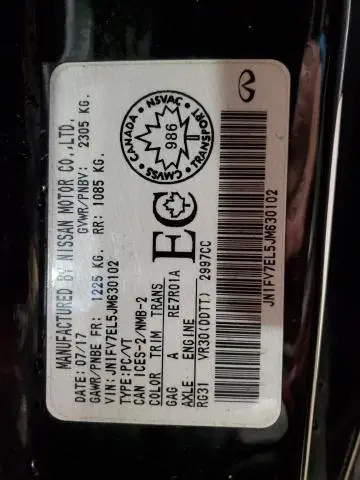 MANUFACTURED BY NISSAN MOTOR CO.,LTD.
DATE: 07/17 GVWR/PNBV: 2305 KG.
GAWR/PNBE FR: 1225 KG. RR: 1085 KG.
VIN: JN1FV7EL5JM630102
TYPE: PC/VT
CAN ICES-2/NMB-2
COLOR TRIM TRANS
GAG A RE7R01A
AXLE ENGINE
RG31 VR30(DDTT) 2997CC
EC
NSVAC
CANADA
986
TRANSPORT
CMVSS
JN1FV7EL5JM630102